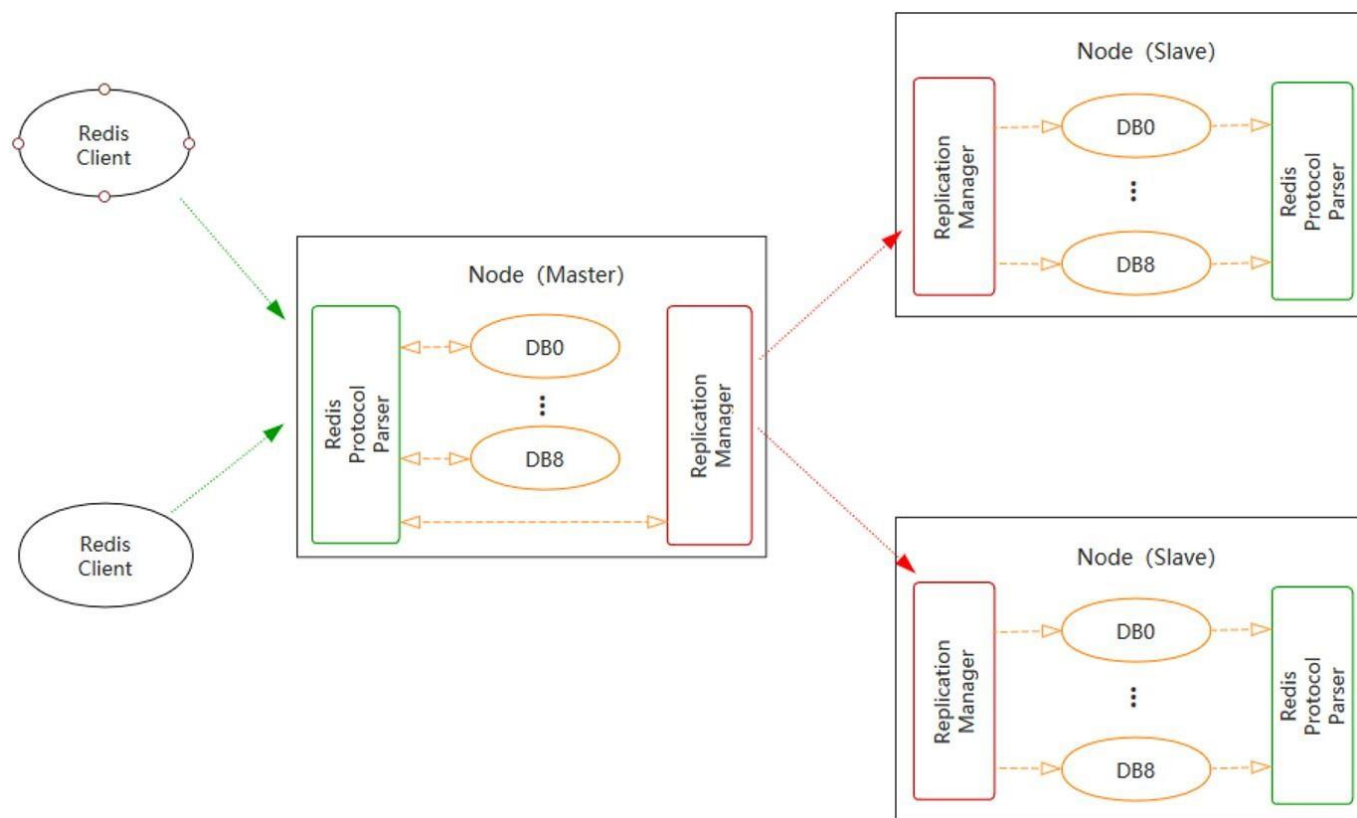 Redis
Client
Redis
Client
Node (Master)
Redis
Protocol
Parser
DB0
...
DB8
Replication
Manager
Node (Slave)
Replication
Manager
DB0
...
DB8
Redis
Protocol
Parser
Node (Slave)
Replication
Manager
DB0
...
DB8
Redis
Protocol
Parser